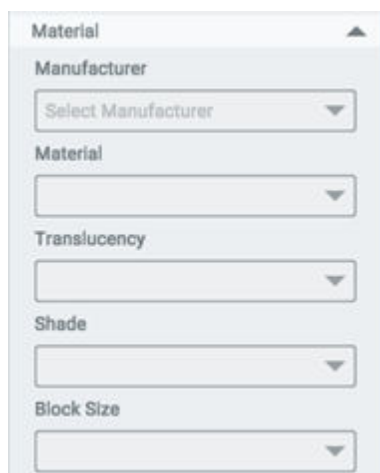 Material
Manufacturer
Select Manufacturer
Material
Translucency
Shade
Block Size